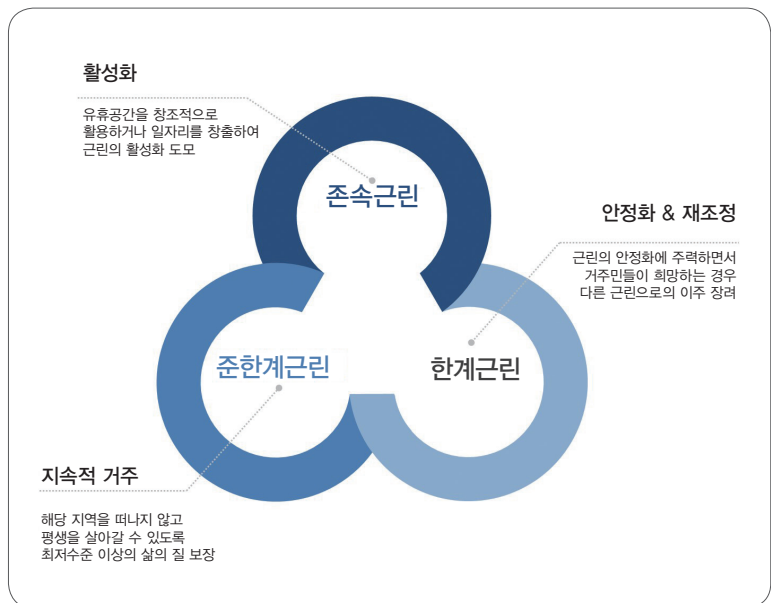 활성화
유휴공간을 창조적으로
활용하거나 일자리를 창출하여
근린의 활성화 도모
존속근린
안정화 & 재조정
근린의 안정화에 주력하면서
거주민들이 희망하는 경우
다른 근린으로의 이주 장려
준한계근린
한계근린
지속적 거주
해당 지역을 떠나지 않고
평생을 살아갈 수 있도록
최저수준 이상의 삶의 질 보장